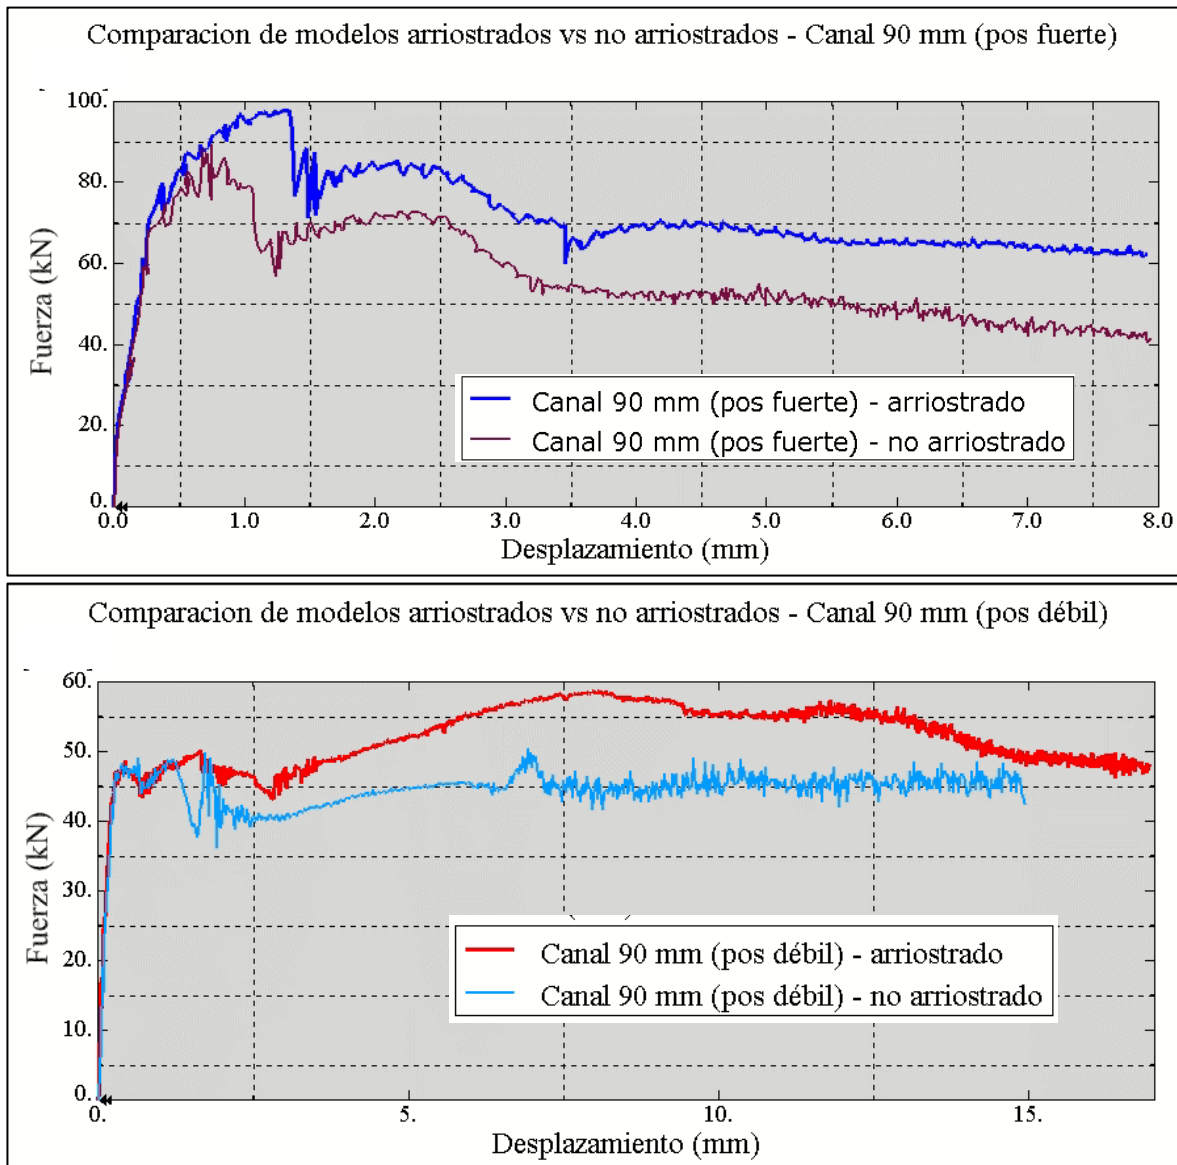 Comparacion de modelos arriostrados vs no arriostrados - Canal 90 mm (pos fuerte)
100.
80.
60.
40.
20.
0.
Fuerza (kN)
Canal 90 mm (pos fuerte) - arriostrado
Canal 90 mm (pos fuerte) - no arriostrado
0.0 1.0 2.0 3.0 4.0 5.0 6.0 7.0 8.0
Desplazamiento (mm)
Comparacion de modelos arriostrados vs no arriostrados - Canal 90 mm (pos débil)
60.
50.
40.
30.
20.
10.
0.
Fuerza (kN)
Canal 90 mm (pos débil) - arriostrado
Canal 90 mm (pos débil) - no arriostrado
0. 5. 10. 15.
Desplazamiento (mm)